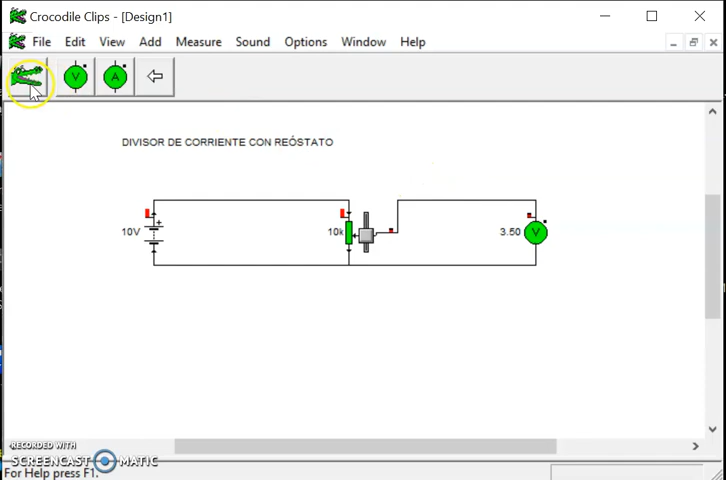 Crocodile Clips - [Design1]
File Edit View Add Measure Sound Options Window Help
V A
DIVISOR DE CORRIENTE CON REÓSTATO
10V + 10k 3.50 V
RECORDED WITH
SCREENCAST MATIC
For Help press F1.